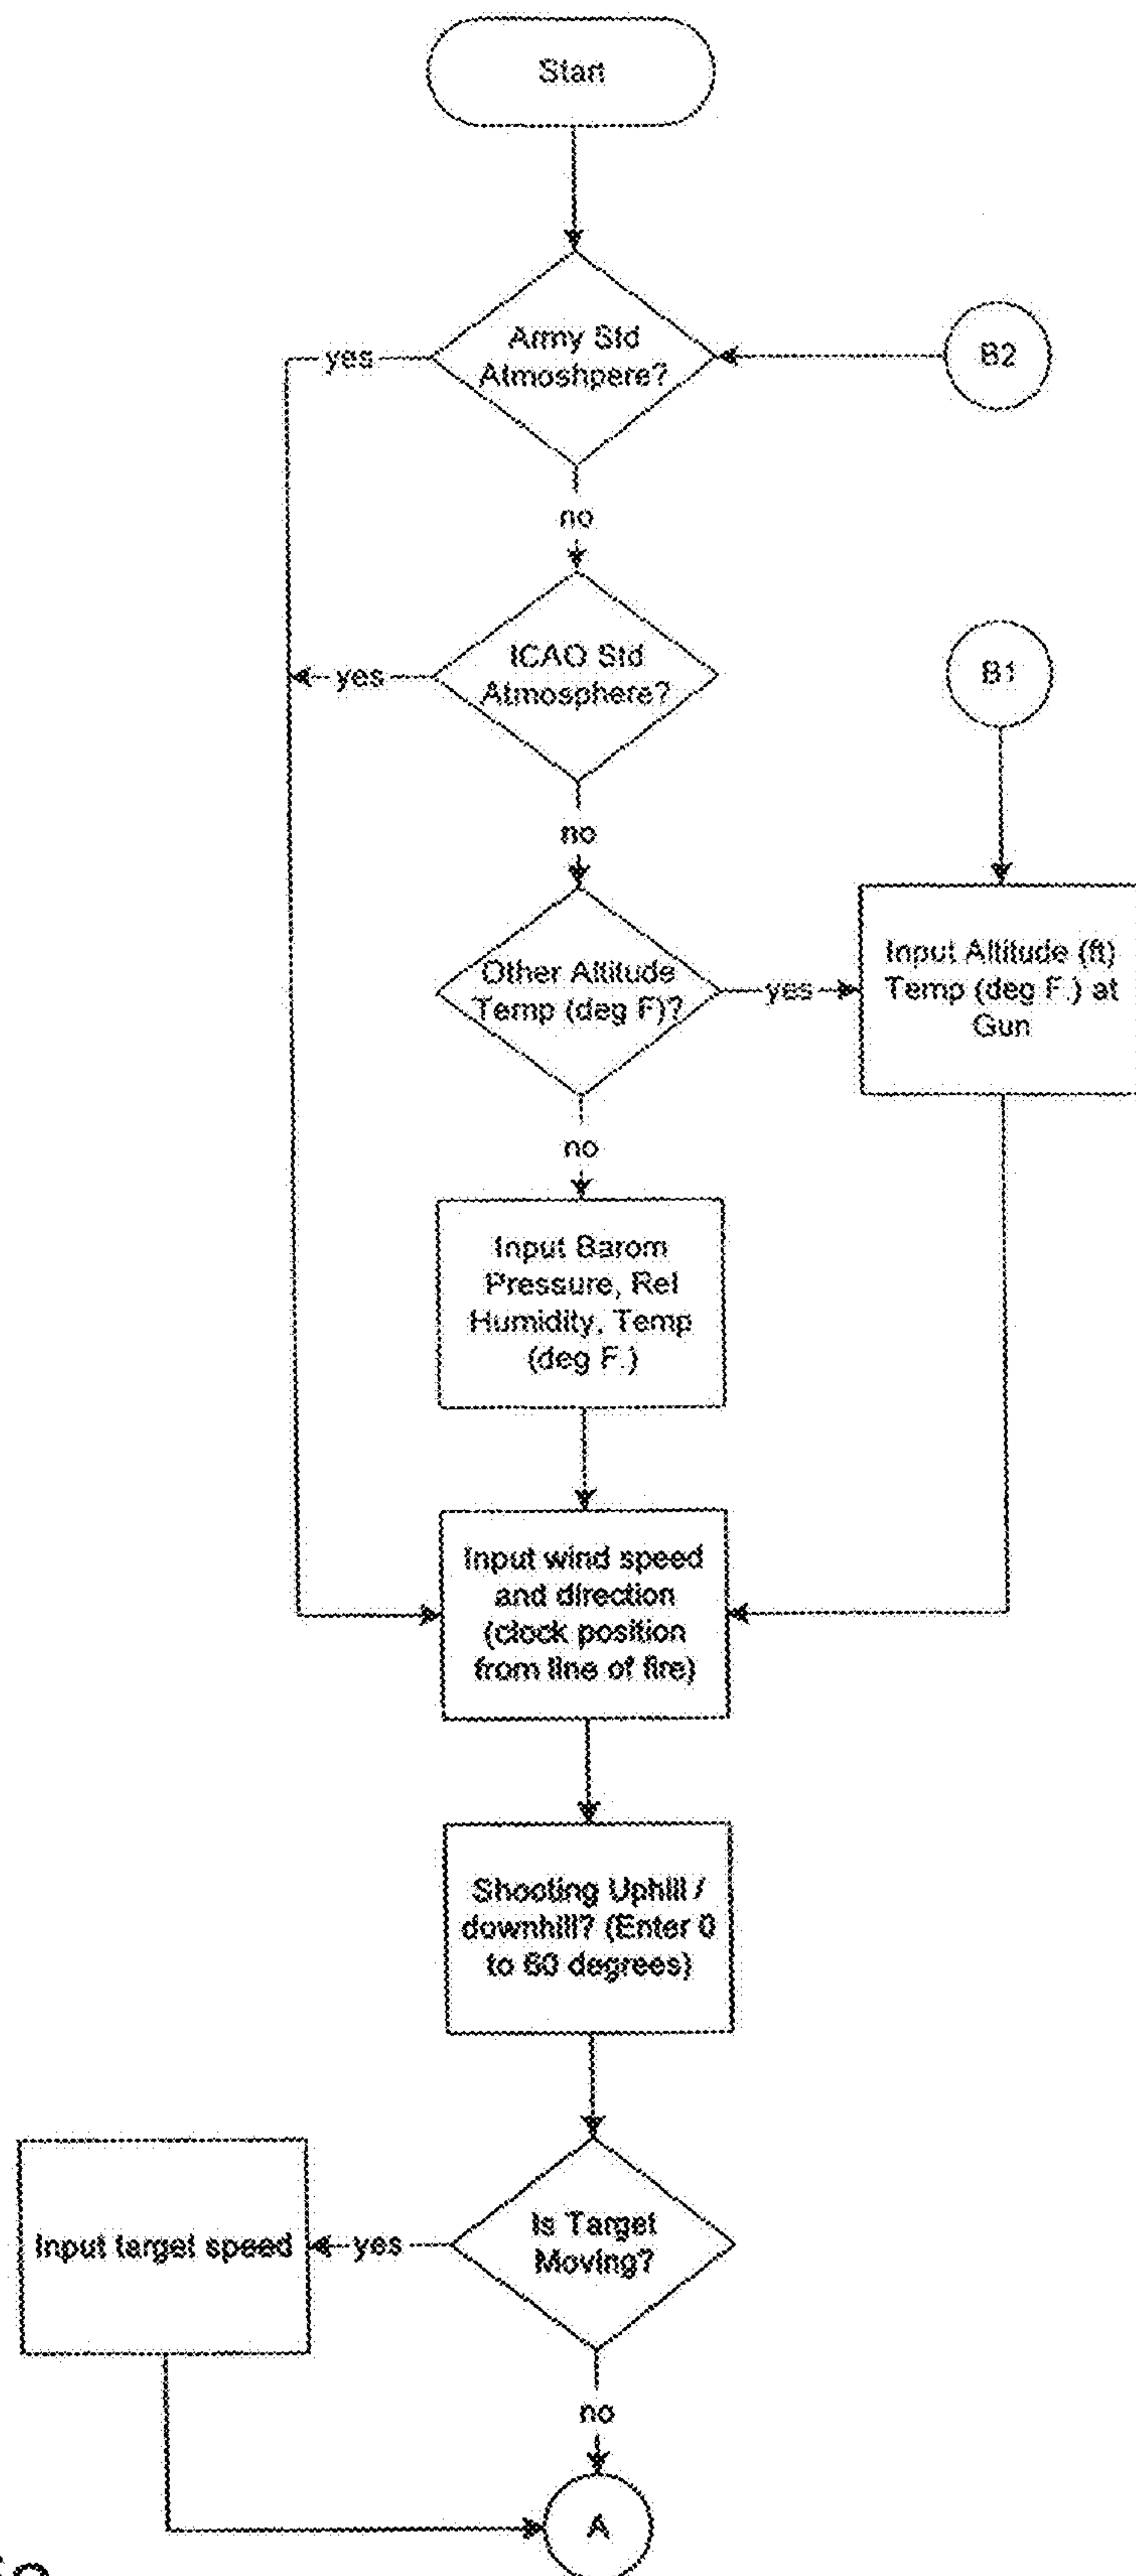 Start
Army Std
Atmoshpere?
B2
yes
no
ICAO Std
Atmosphere?
yes
B1
no
Other Altitude
Temp (deg F)?
yes
Input Altitude (ft)
Temp (deg F.) at
Gun
no
Input Barom
Pressure, Rel
Humidity, Temp
(deg F.)
Input wind speed
and direction
(clock position
from line of fire)
Shooting Uphill /
downhill? (Enter 0
to 60 degrees)
Is Target
Moving?
yes
Input target speed
no
A